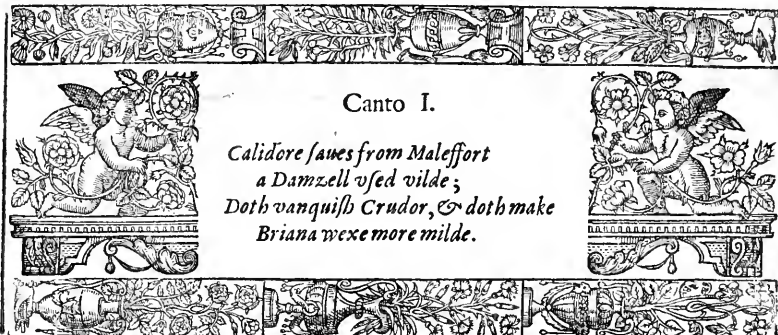 Canto I.
Calidore ſaues from Maleffort
a Damzell vſed vilde;
Doth vanquiſh Crudor, & doth make
Briana wexe more milde.